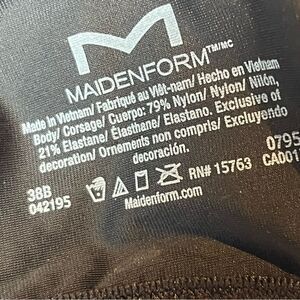 M
MAIDENFORM™/MC
Made in Vietnam/ Fabriqué au Viêt-nam/ Hecho en Vietnam
Body/ Corsage/ Cuerpo: 79% Nylon/ Nylon/ Nilón,
21% Elastane/ Élasthane/ Elastano. Exclusive of
decoration/ Ornements non compris/ Excluyendo
decoración.
38B
042195
RN# 15763
Maidenform.com
0795
CA001